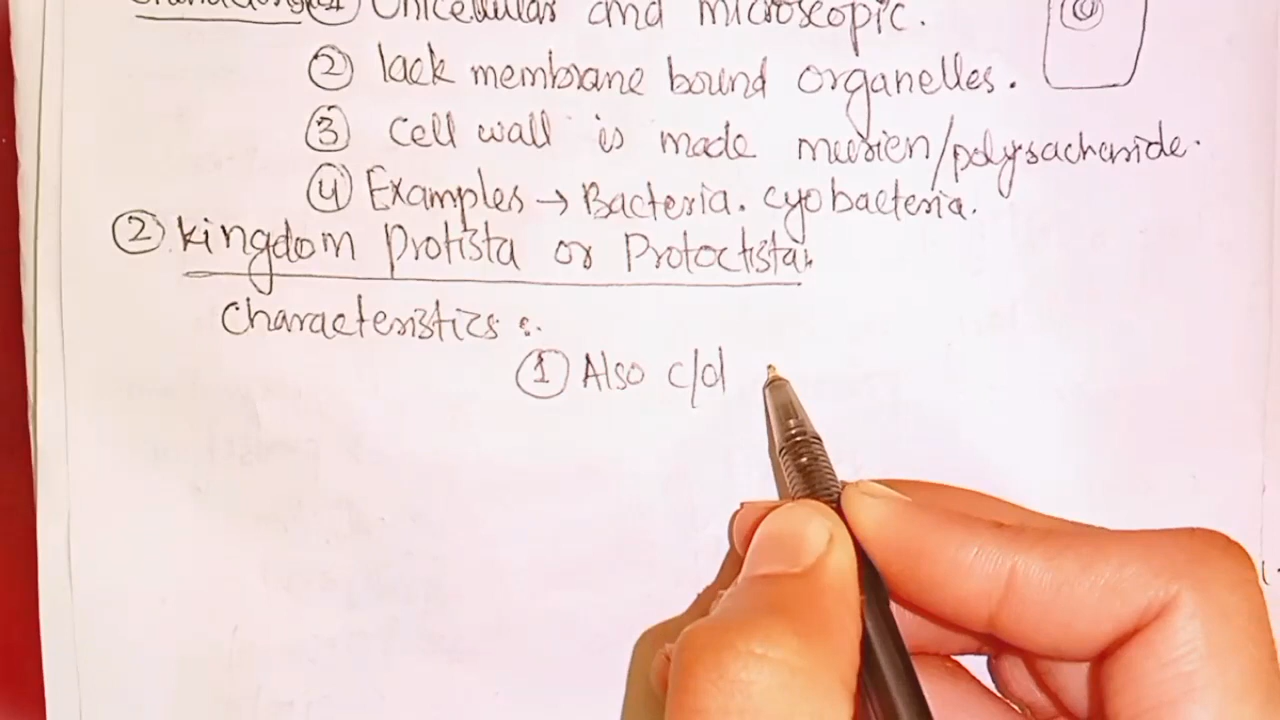 ① Unicellular and microscopic.
② lack membrane bound organelles.
③ Cell wall is made murien/polysacharide.
④ Examples → Bacteria. cyobacteria.
② Kingdom Protista or Protoctista.
Characteristics :.
① Also c/d